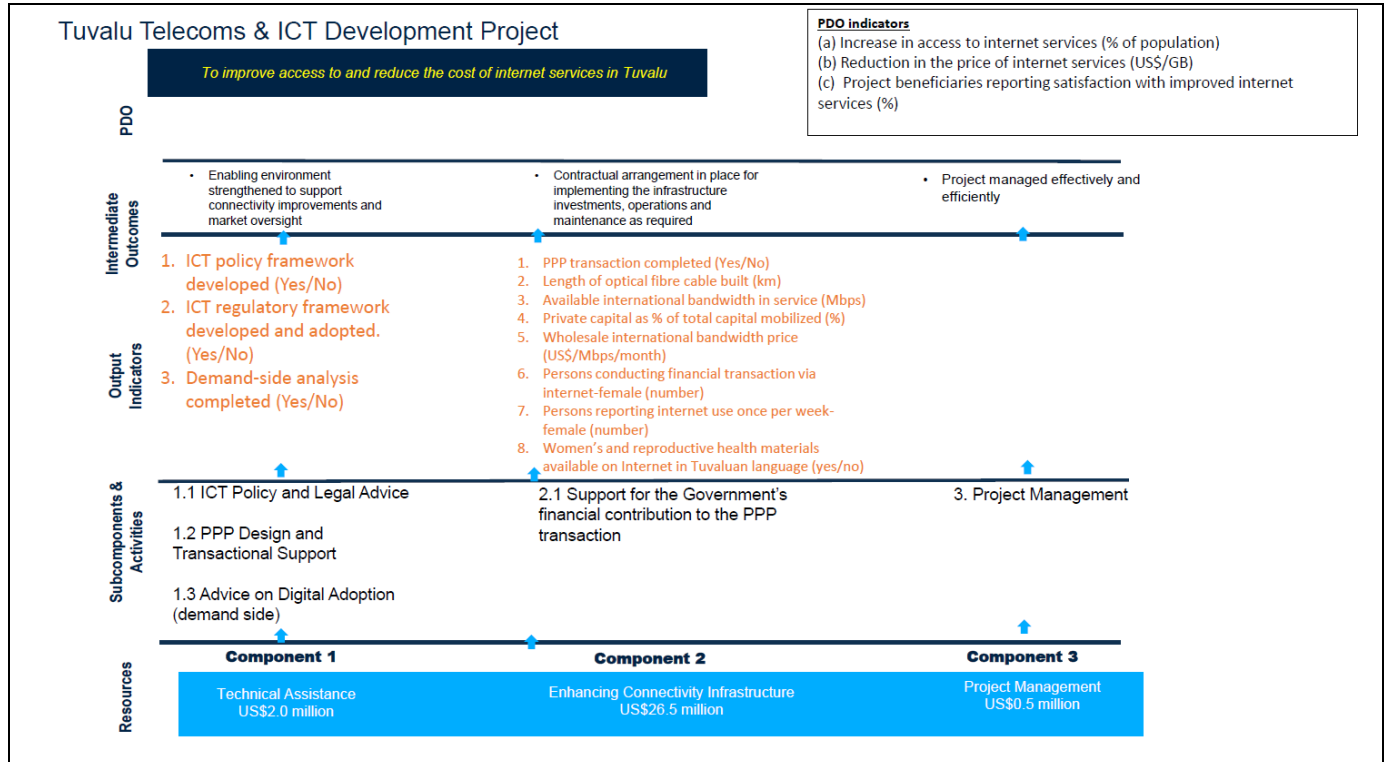 Tuvalu Telecoms & ICT Development Project
To improve access to and reduce the cost of internet services in Tuvalu
PDO indicators
(a) Increase in access to internet services (% of population)
(b) Reduction in the price of internet services (US$/GB)
(c) Project beneficiaries reporting satisfaction with improved internet
services (%)
PDO
Intermediate
Outcomes
• Enabling environment
strengthened to support
connectivity improvements and
market oversight
• Contractual arrangement in place for
implementing the infrastructure
investments, operations and
maintenance as required
• Project managed effectively and
efficiently
Output
Indicators
1. ICT policy framework
developed (Yes/No)
2. ICT regulatory framework
developed and adopted.
(Yes/No)
3. Demand-side analysis
completed (Yes/No)
1. PPP transaction completed (Yes/No)
2. Length of optical fibre cable built (km)
3. Available international bandwidth in service (Mbps)
4. Private capital as % of total capital mobilized (%)
5. Wholesale international bandwidth price
(US$/Mbps/month)
6. Persons conducting financial transaction via
internet-female (number)
7. Persons reporting internet use once per week-
female (number)
8. Women's and reproductive health materials
available on Internet in Tuvaluan language (yes/no)
Subcomponents &
Activities
1.1 ICT Policy and Legal Advice
1.2 PPP Design and
Transactional Support
1.3 Advice on Digital Adoption
(demand side)
2.1 Support for the Government's
financial contribution to the PPP
transaction
3. Project Management
Resources
Component 1
Technical Assistance
US$2.0 million
Component 2
Enhancing Connectivity Infrastructure
US$26.5 million
Component 3
Project Management
US$0.5 million